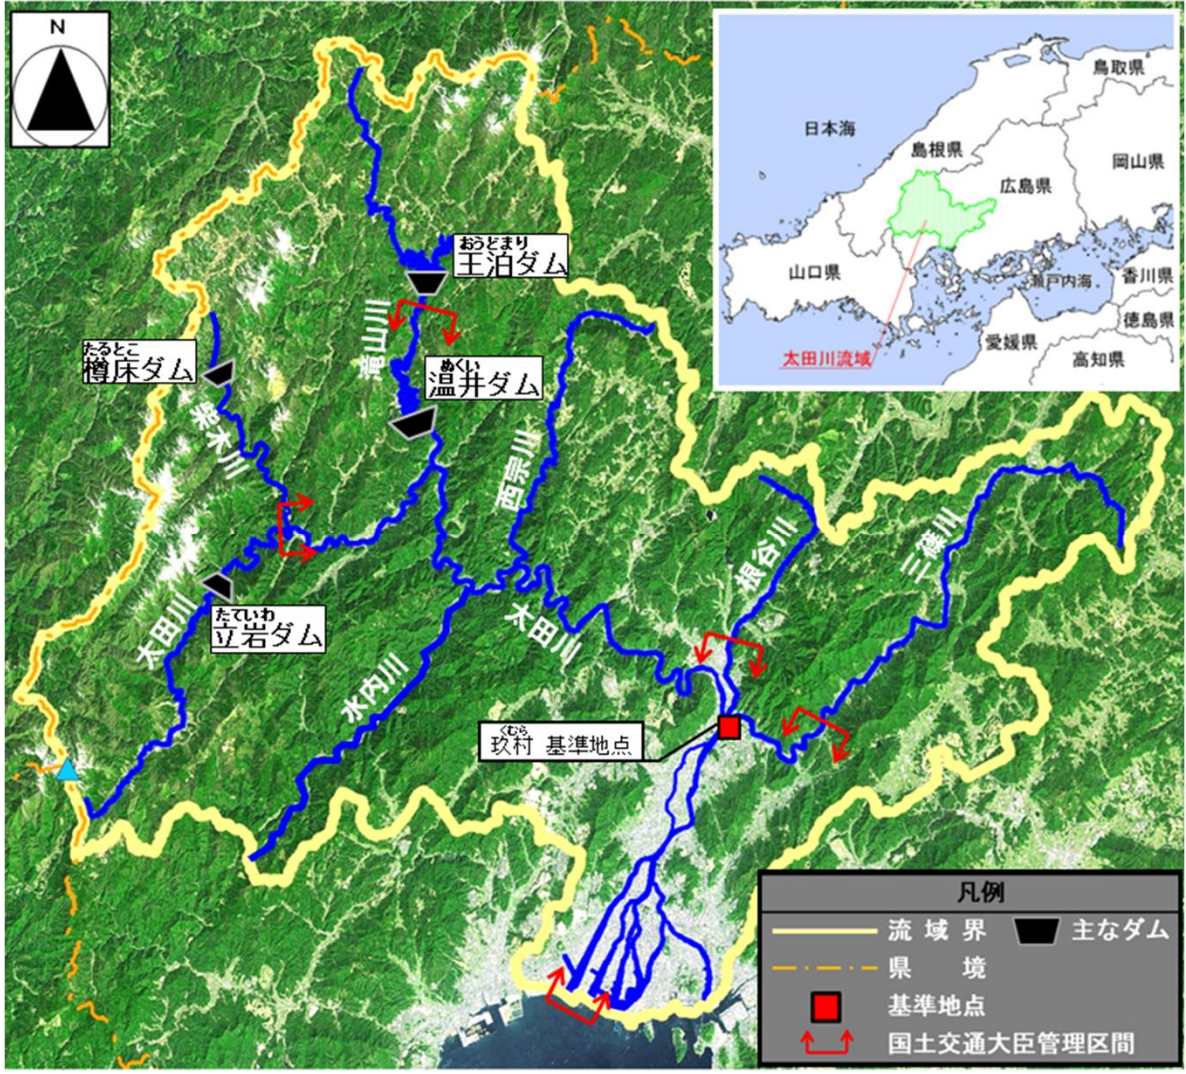 N
おうどまり
王泊ダム
滝山川
たるとこ
樽床ダム
ぬくい
温井ダム
柴木川
西宗川
根谷川
三篠川
太田川
たていわ
立岩ダム
太田川
水内川
くむら
玖村 基準地点
日本海
鳥取県
島根県
岡山県
広島県
山口県
瀬戸内海
香川県
徳島県
愛媛県
高知県
太田川流域
凡例
流域界
主なダム
県境
基準地点
国土交通大臣管理区間